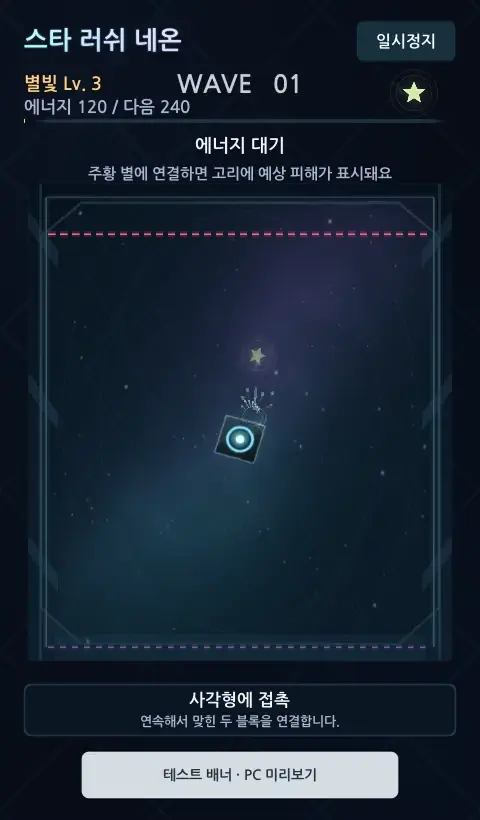 스타 러쉬 네온
일시정지
별빛 Lv. 3
WAVE 01
에너지 120 / 다음 240
에너지 대기
주황 별에 연결하면 고리에 예상 피해가 표시돼요
사각형에 접촉
연속해서 맞힌 두 블록을 연결합니다.
테스트 배너 · PC 미리보기